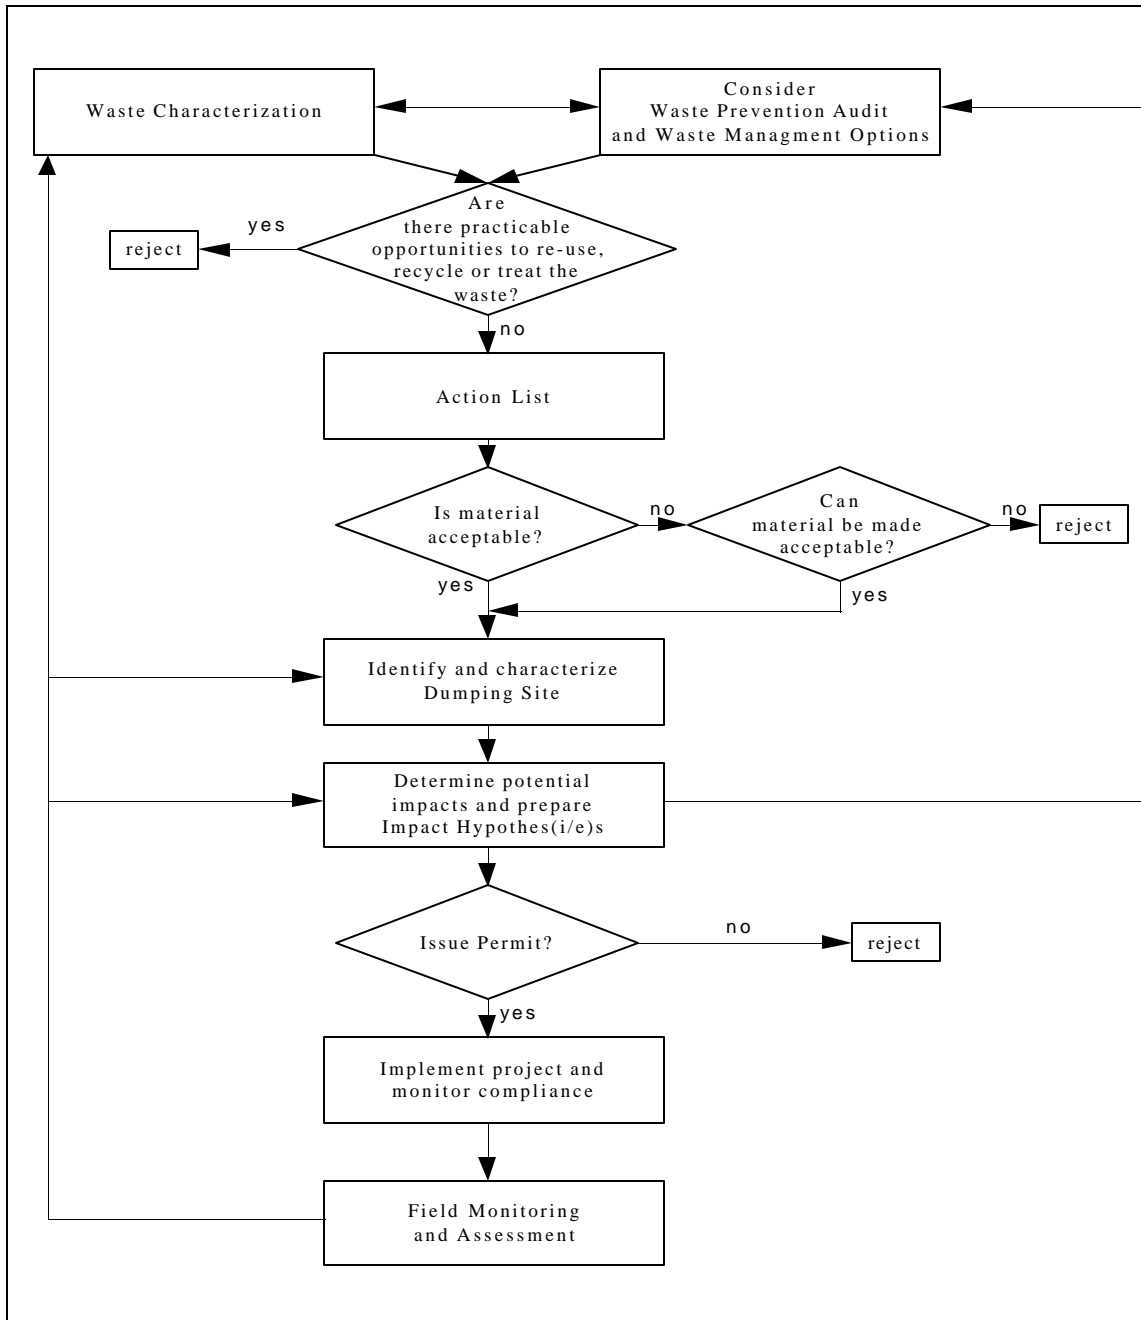 Waste Characterization
Consider
Waste Prevention Audit
and Waste Managment Options
Are
there practicable
opportunities to re-use,
recycle or treat the
waste?
yes
reject
no
Action List
Is material
acceptable?
no
Can
material be made
acceptable?
no
reject
yes
yes
Identify and characterize
Dumping Site
Determine potential
impacts and prepare
Impact Hypothes(i/e)s
Issue Permit?
no
reject
yes
Implement project and
monitor compliance
Field Monitoring
and Assessment